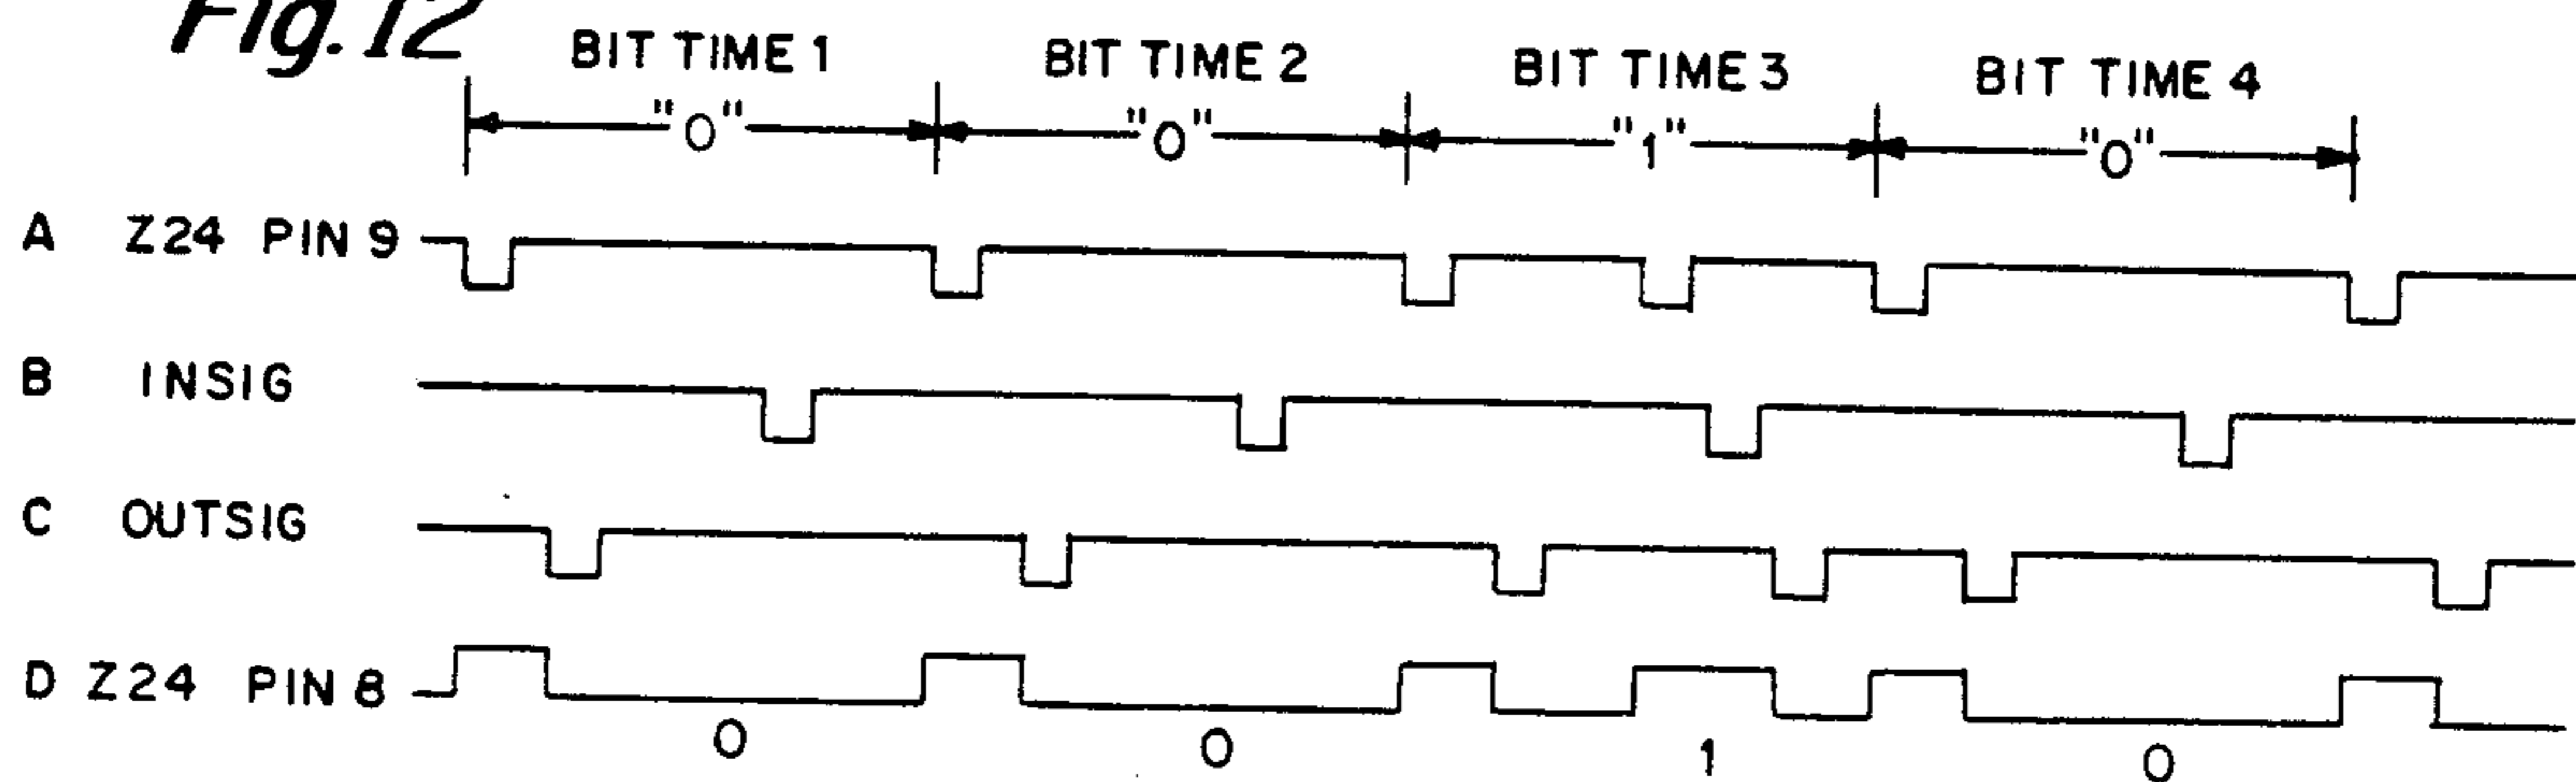 Fig. 12
BIT TIME 1 BIT TIME 2 BIT TIME 3 BIT TIME 4
"0" "0" "1" "0"
A Z24 PIN 9
B INSIG
C OUTSIG
D Z24 PIN 8
0 0 1 0